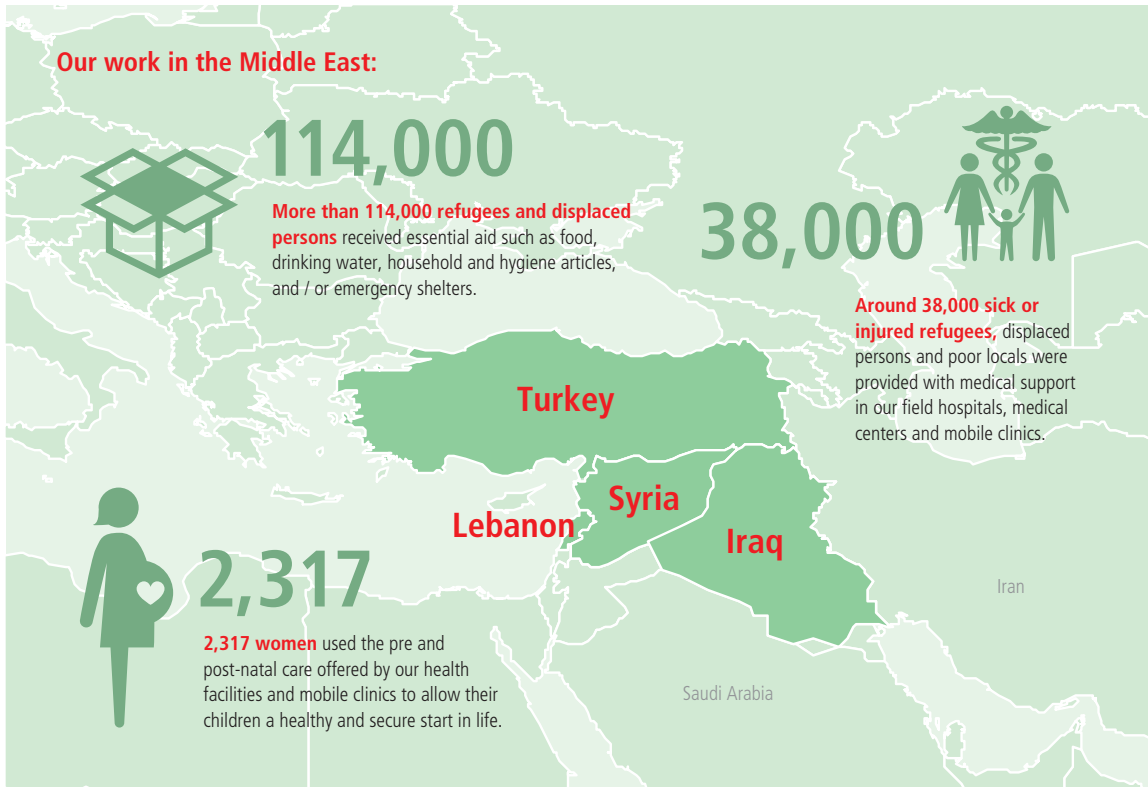 Our work in the Middle East:
114,000
More than 114,000 refugees and displaced
persons received essential aid such as food,
drinking water, household and hygiene articles,
and / or emergency shelters.
38,000
Around 38,000 sick or
injured refugees, displaced
persons and poor locals were
provided with medical support
in our field hospitals, medical
centers and mobile clinics.
Turkey
Syria
Lebanon
Iraq
Iran
2,317
2,317 women used the pre and
post-natal care offered by our health
facilities and mobile clinics to allow their
children a healthy and secure start in life.
Saudi Arabia